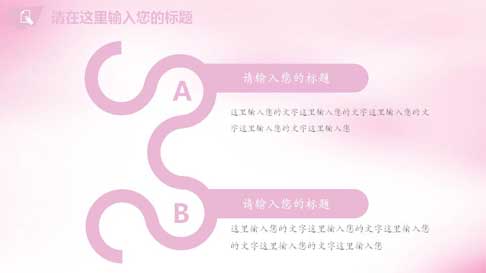 请在这里输入您的标题
A
请输入您的标题
这里输入您的文字这里输入您的文字这里输入您的文
字这里输入您的文字这里输入您
B
请输入您的标题
这里输入您的文字这里输入您的文字这里输入您
的文字这里输入您的文字这里输入您